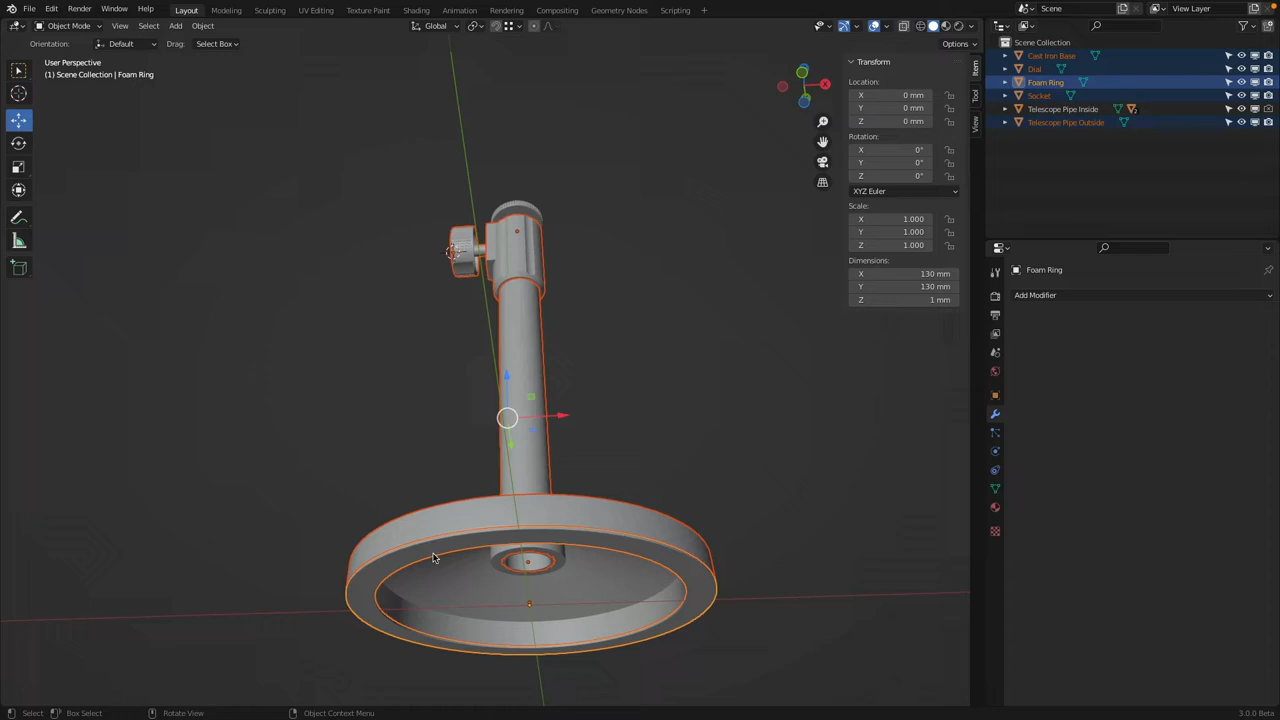 File Edit Render Window Help Layout Modeling Sculpting UV Editing Texture Paint Shading Animation Rendering Compositing Geometry Nodes Scripting + Scene View Layer
Object Mode View Select Add Object Global
Orientation: Default Drag: Select Box Options
User Perspective
(1) Scene Collection | Foam Ring
Transform
Location:
X 0 mm
Y 0 mm
Z 0 mm
Rotation:
X 0°
Y 0°
Z 0°
XYZ Euler
Scale:
X 1.000
Y 1.000
Z 1.000
Dimensions:
X 130 mm
Y 130 mm
Z 1 mm
Item
Tool
View
X
Scene Collection
Cast Iron Base
Dial
Foam Ring
Socket
Telescope Pipe Inside 2
Telescope Pipe Outside
Foam Ring
Add Modifier
Select Box Select Rotate View Object Context Menu 3.0.0 Beta